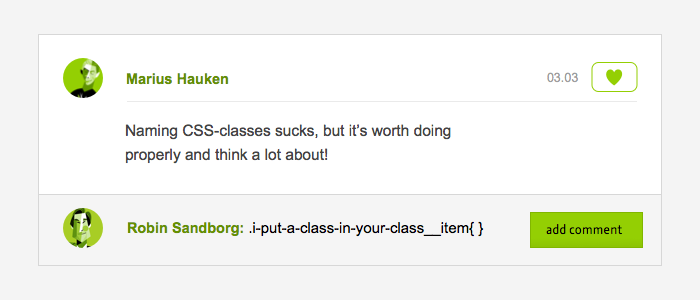 Marius Hauken
03.03
Naming CSS-classes sucks, but it’s worth doing
properly and think a lot about!
Robin Sandborg: .i-put-a-class-in-your-class__item{ }
add comment